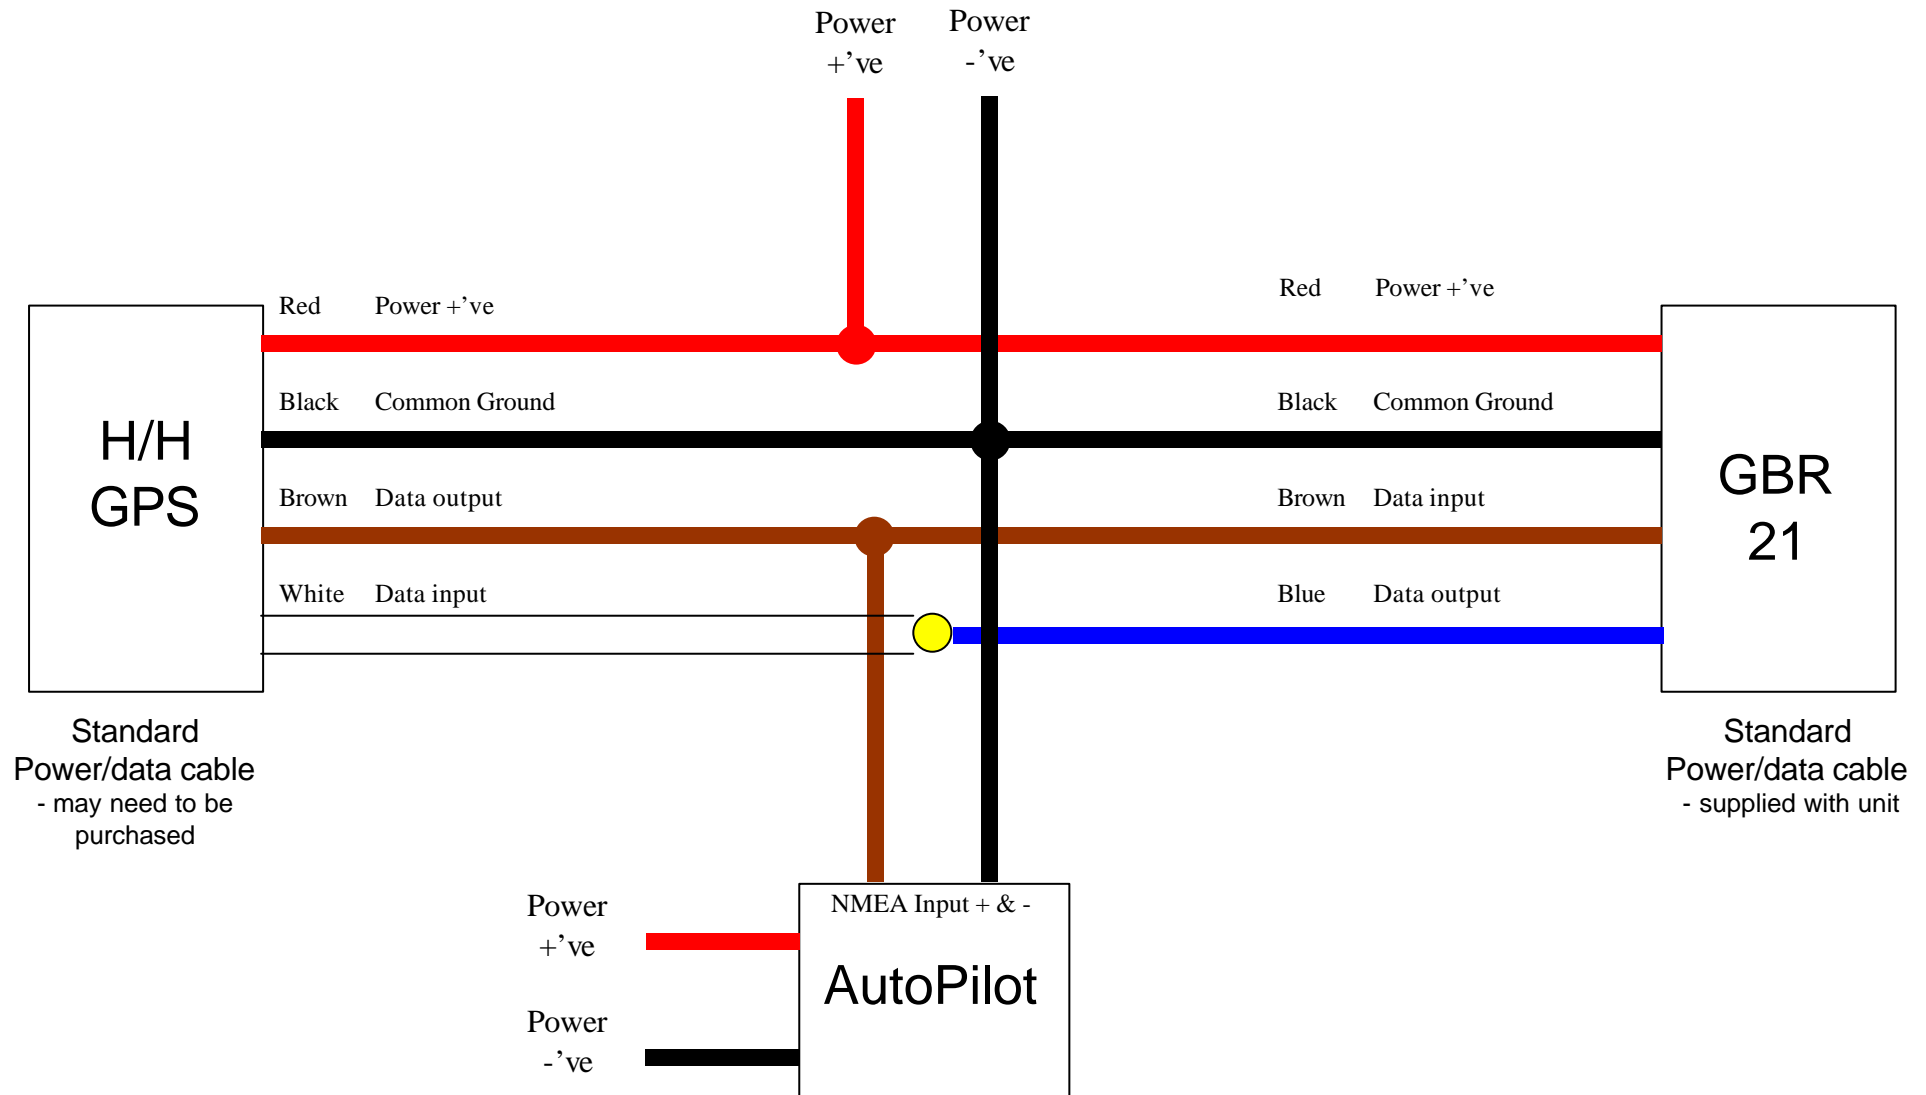 Power
+’ve
Power
-’ve
Red Power +’ve
Red Power +’ve
Black Common Ground
Black Common Ground
H/H
GPS
GBR
21
Brown Data output
Brown Data input
White Data input
Blue Data output
Standard
Power/data cable
- may need to be
purchased
Standard
Power/data cable
- supplied with unit
NMEA Input + & -
AutoPilot
Power
+’ve
Power
-’ve